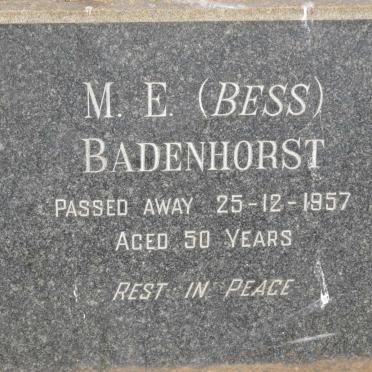 M. E. (BESS)
BADENHORST
PASSED AWAY 25-12-1957
AGED 50 YEARS
REST IN PEACE